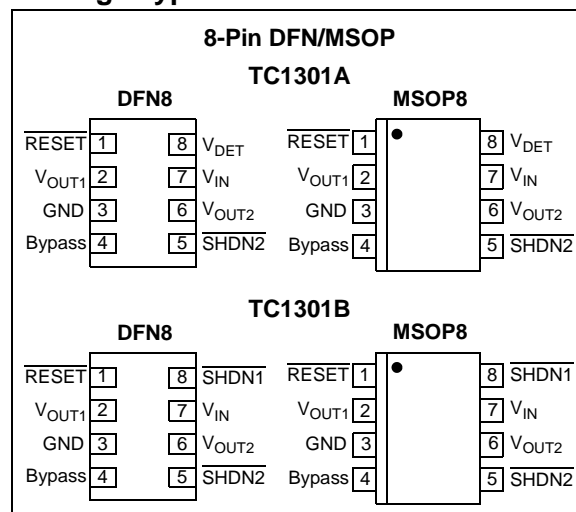 8-Pin DFN/MSOP
TC1301A
DFN8
MSOP8
RESET 1 8 VDET
VOUT1 2 7 VIN
GND 3 6 VOUT2
Bypass 4 5 SHDN2
RESET 1 8 VDET
VOUT1 2 7 VIN
GND 3 6 VOUT2
Bypass 4 5 SHDN2
TC1301B
DFN8
MSOP8
RESET 1 8 SHDN1
VOUT1 2 7 VIN
GND 3 6 VOUT2
Bypass 4 5 SHDN2
RESET 1 8 SHDN1
VOUT1 2 7 VIN
GND 3 6 VOUT2
Bypass 4 5 SHDN2